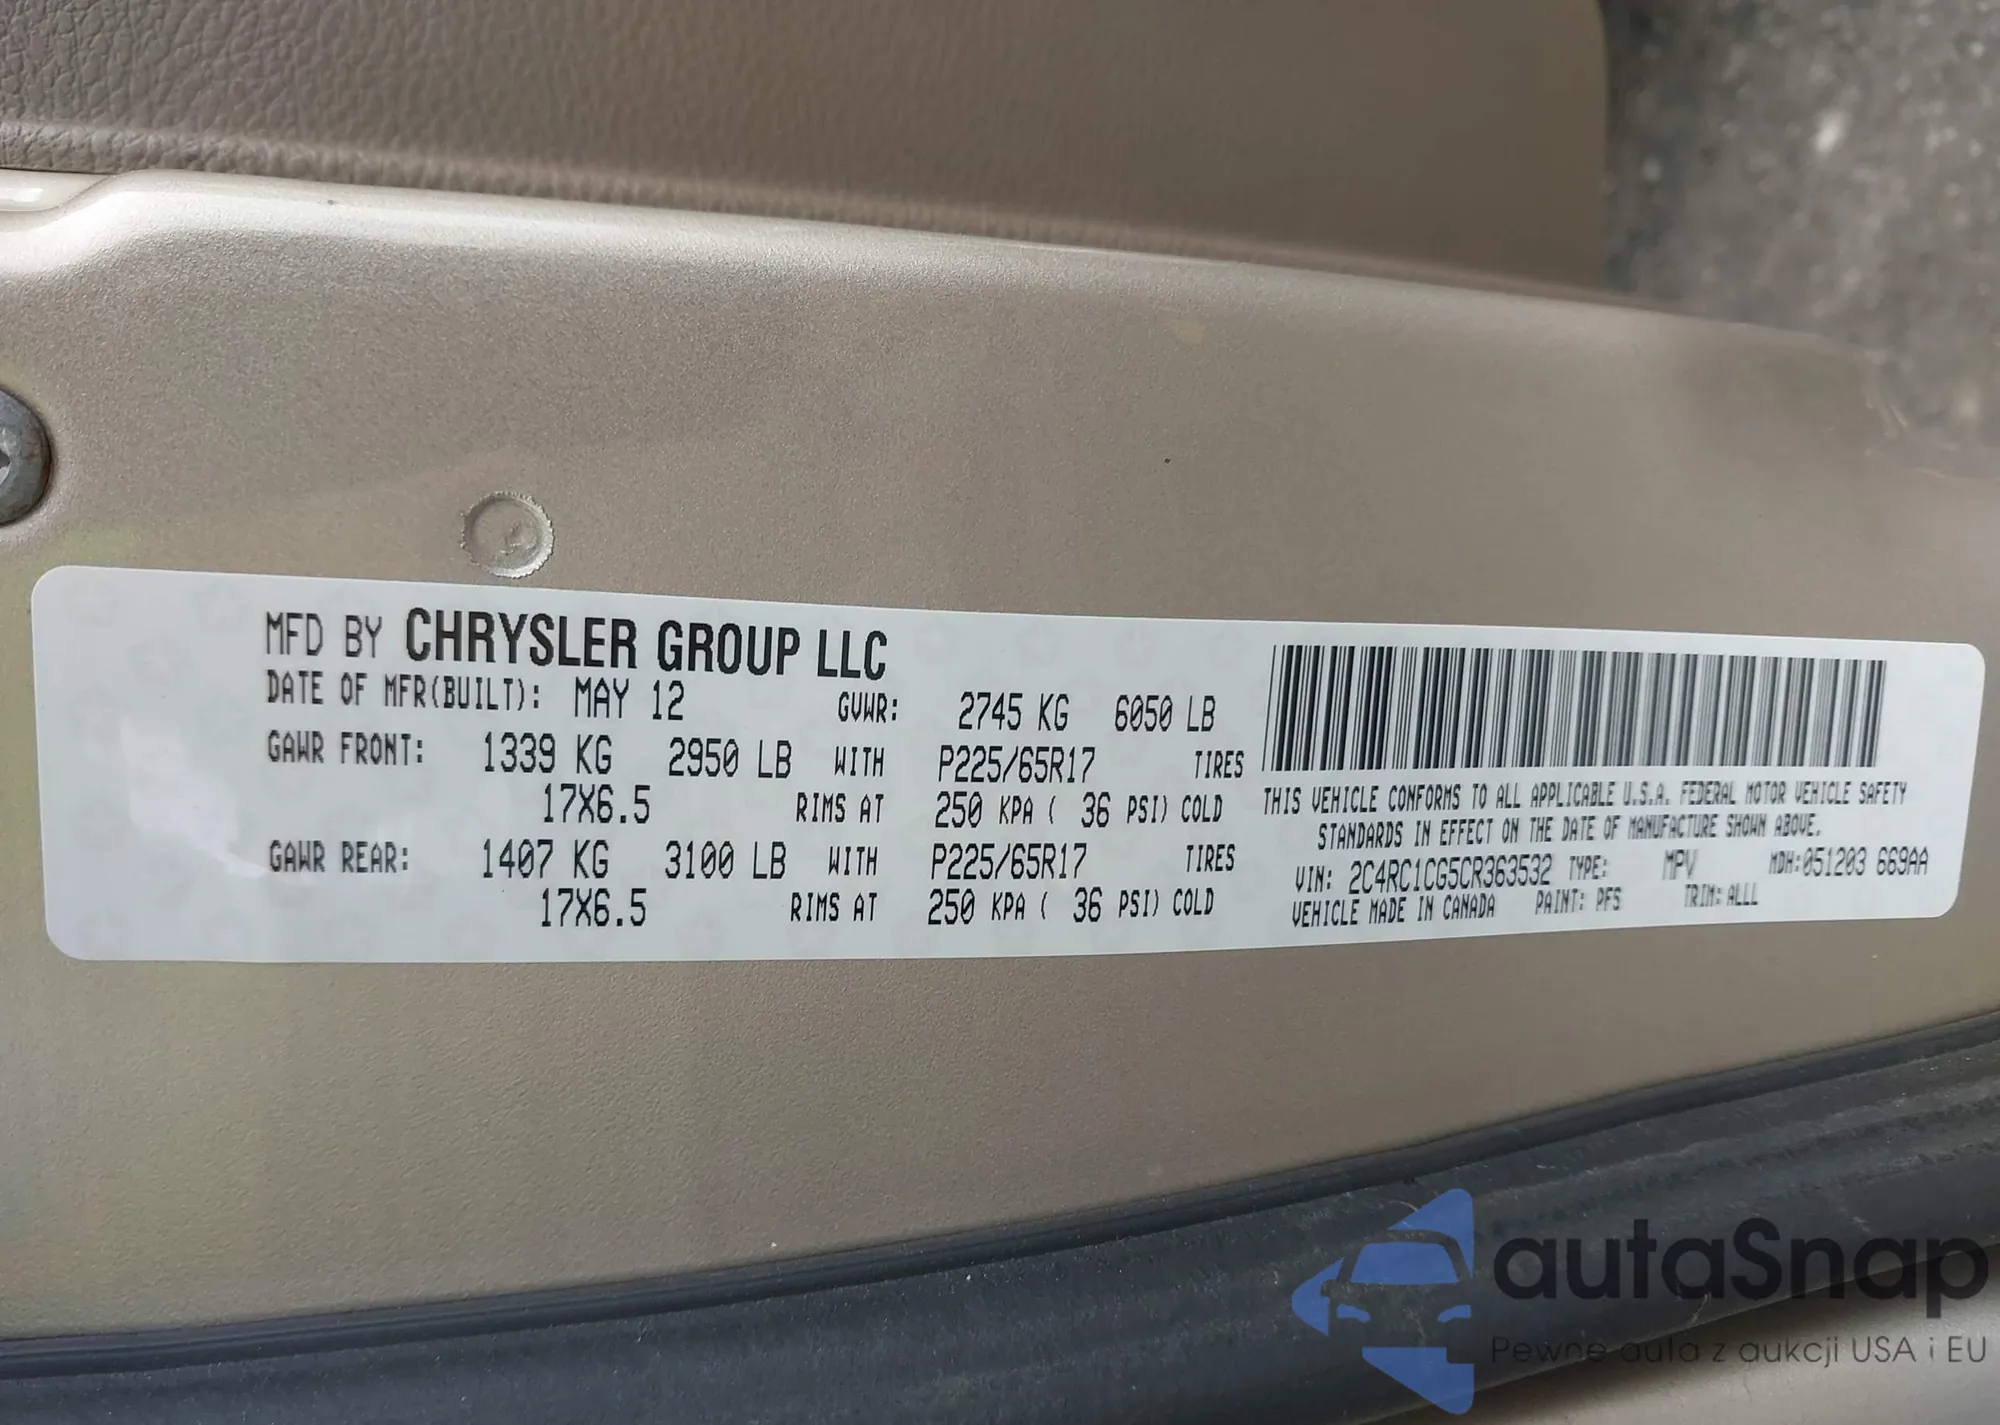 MFD BY CHRYSLER GROUP LLC
DATE OF MFR(BUILT): MAY 12 GVWR: 2745 KG 6050 LB
GAWR FRONT: 1339 KG 2950 LB WITH P225/65R17 TIRES
17X6.5 RIMS AT 250 KPA ( 36 PSI) COLD
GAWR REAR: 1407 KG 3100 LB WITH P225/65R17 TIRES
17X6.5 RIMS AT 250 KPA ( 36 PSI) COLD
THIS VEHICLE CONFORMS TO ALL APPLICABLE U.S.A. FEDERAL MOTOR VEHICLE SAFETY
STANDARDS IN EFFECT ON THE DATE OF MANUFACTURE SHOWN ABOVE.
VIN: 2C4RC1CG5CR363532 TYPE: MPV MDH:051203 669AA
VEHICLE MADE IN CANADA PAINT: PFS TRIM: ALLL
autaSnap
Pewne auta z aukcji USA i EU